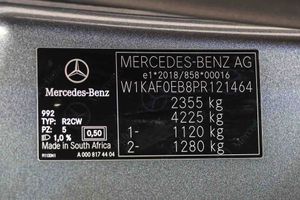 MERCEDES-BENZ AG
e1*2018/858*00016
W1KAF0EB8PR121464
2355 kg
4225 kg
1- 1120 kg
2- 1280 kg
Mercedes-Benz
992
TYP: R2CW
PZ: 5
E 1,0 % 0,50
Made in South Africa
A 000 817 44 04